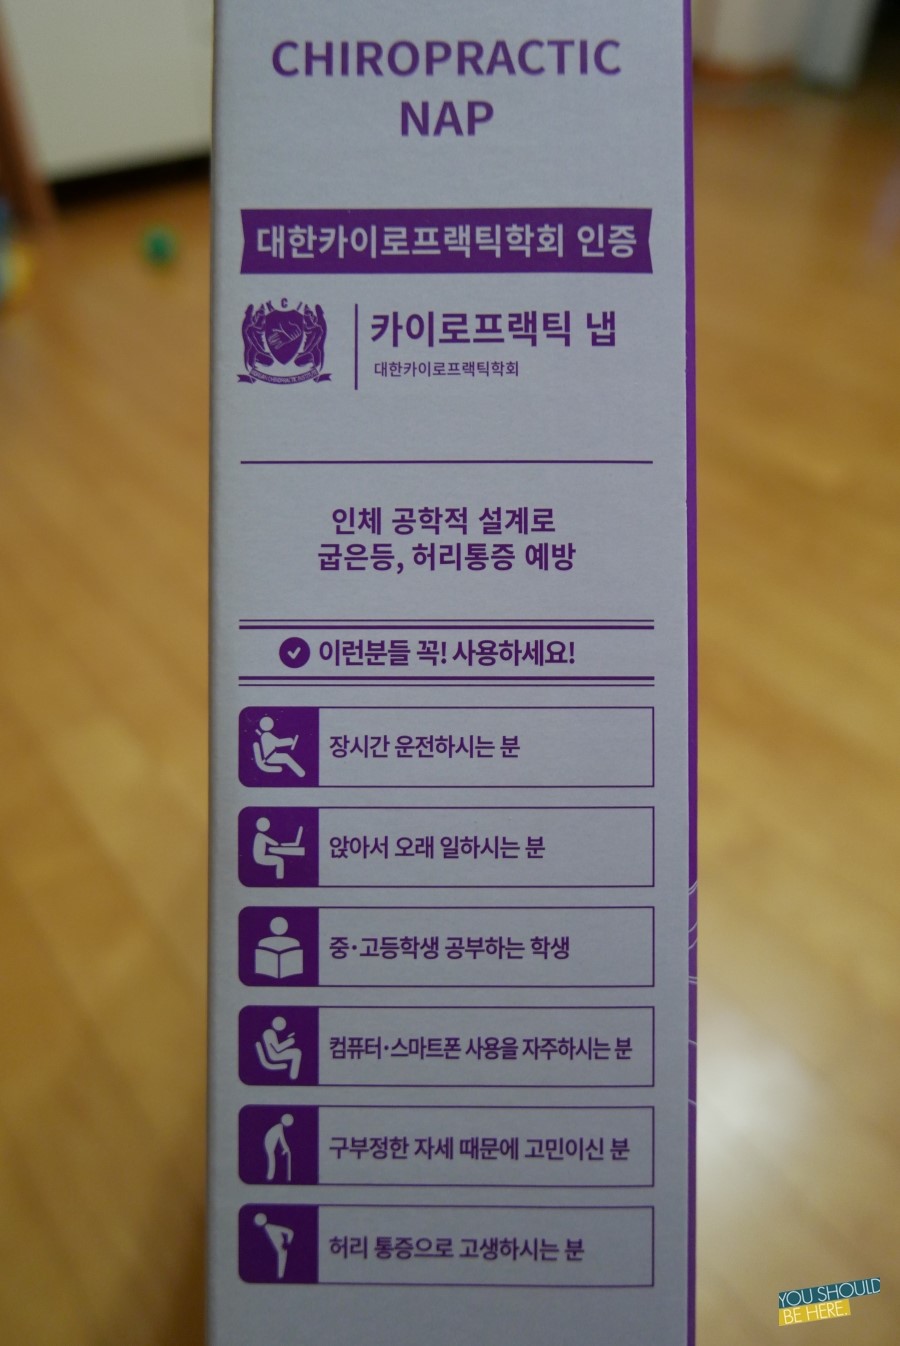 CHIROPRACTIC
NAP
대한카이로프랙틱학회 인증
KCI
카이로프랙틱 냅
대한카이로프랙틱학회
인체 공학적 설계로
굽은등, 허리통증 예방
이런분들 꼭! 사용하세요!
장시간 운전하시는 분
앉아서 오래 일하시는 분
중·고등학생 공부하는 학생
컴퓨터·스마트폰 사용을 자주하시는 분
구부정한 자세 때문에 고민이신 분
허리 통증으로 고생하시는 분
YOU SHOULD
BE HERE.